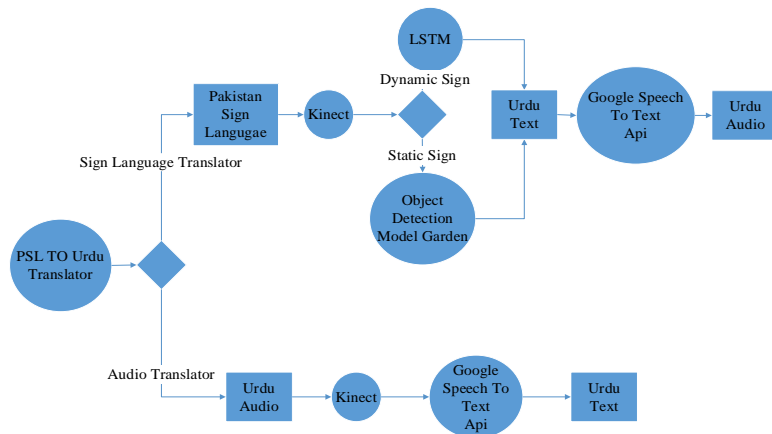 LSTM
Dynamic Sign
Pakistan
Sign
Langugae
Kinect
Urdu
Text
Google Speech
To Text
Api
Urdu
Audio
Sign Language Translator
Static Sign
Object
Detection
Model Garden
PSL TO Urdu
Translator
Audio Translator
Urdu
Audio
Kinect
Google
Speech To
Text
Api
Urdu
Text